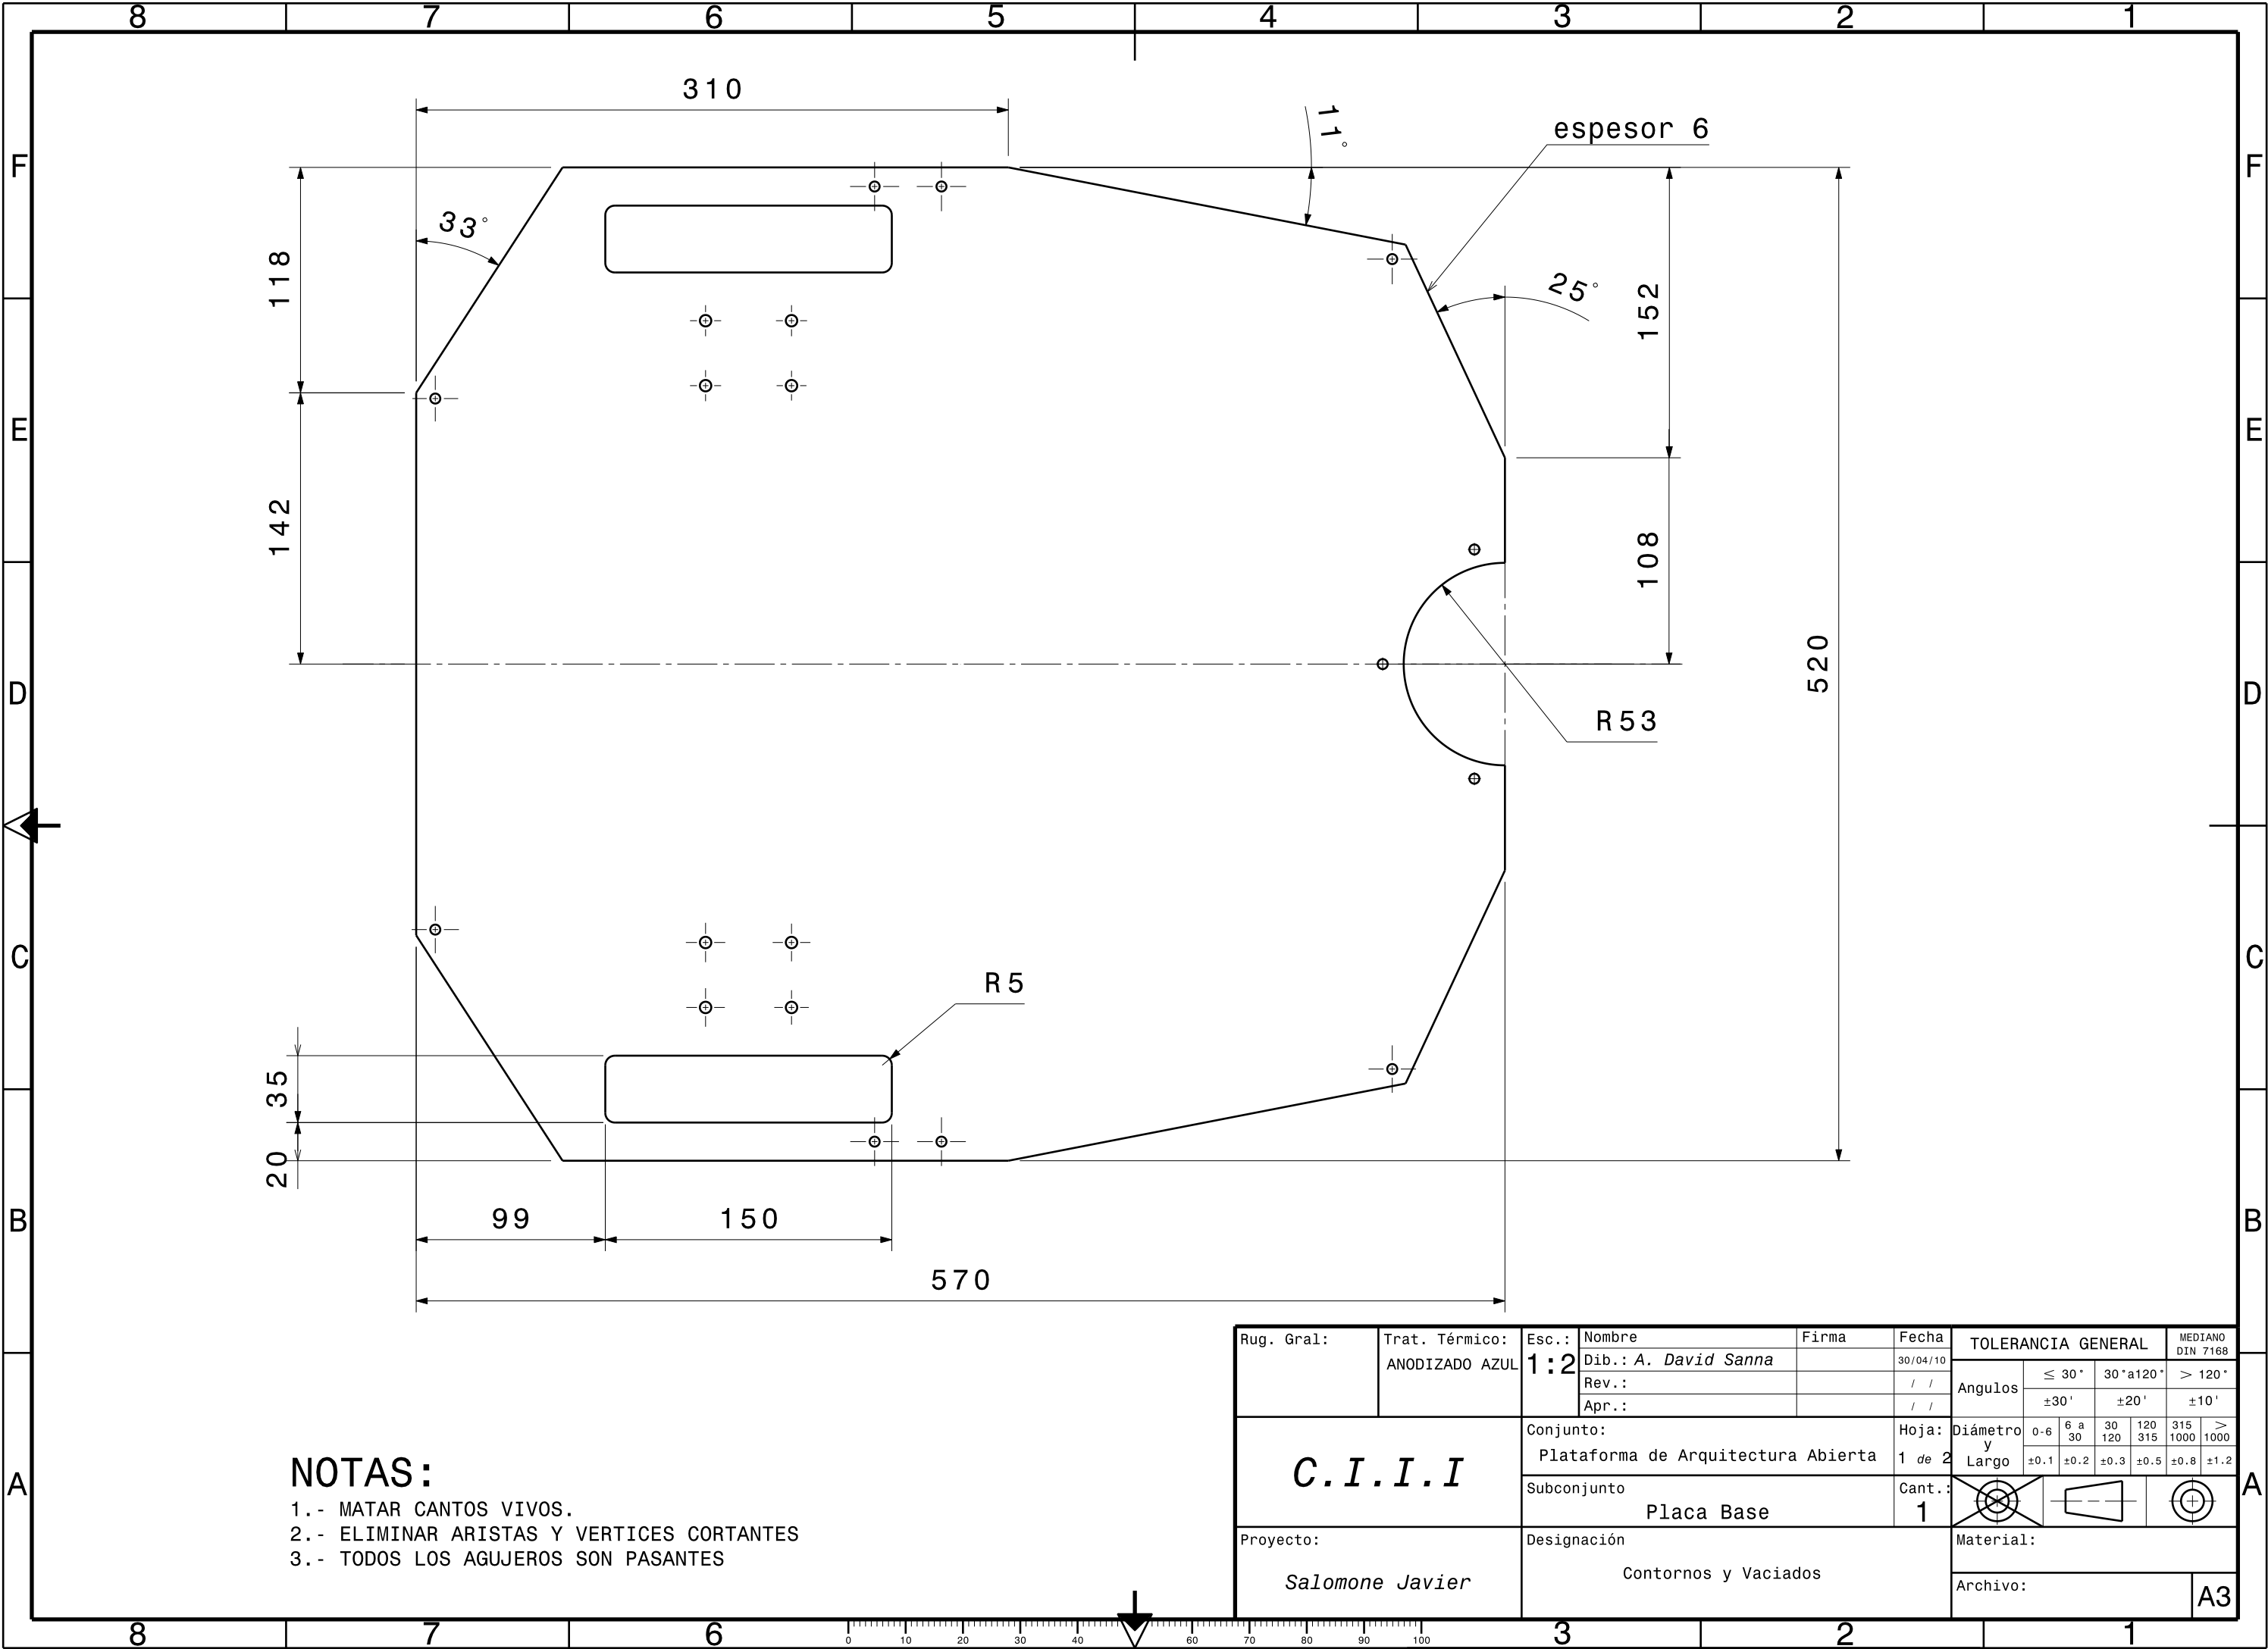 8 7 6 5 4 3 2 1
310
11°
espesor 6
F F
33°
118
25°
152
E E
142
108
520
D D
R53
C C
R5
35
20
99 150
B B
570
Rug. Gral:
Trat. Térmico:
ANODIZADO AZUL
Esc.:
1:2
Nombre Firma Fecha
Dib.: A. David Sanna 30/04/10
Rev.: / /
Apr.: / /
TOLERANCIA GENERAL
MEDIANO
DIN 7168
Angulos
≤ 30° 30°a120° > 120°
±30' ±20' ±10'
Diámetro
y
Largo
0-6 6 a 30 30 120 120 315 315 1000 > 1000
±0.1 ±0.2 ±0.3 ±0.5 ±0.8 ±1.2
C.I.I.I
Conjunto:
Plataforma de Arquitectura Abierta
Hoja:
1 de 2
Subconjunto
Placa Base
Cant.:
1
Proyecto:
Salomone Javier
Designación
Contornos y Vaciados
Material:
Archivo:
A3
NOTAS:
1.- MATAR CANTOS VIVOS.
2.- ELIMINAR ARISTAS Y VERTICES CORTANTES
3.- TODOS LOS AGUJEROS SON PASANTES
A A
8 7 6 3 2 1
0 10 20 30 40 60 70 80 90 100